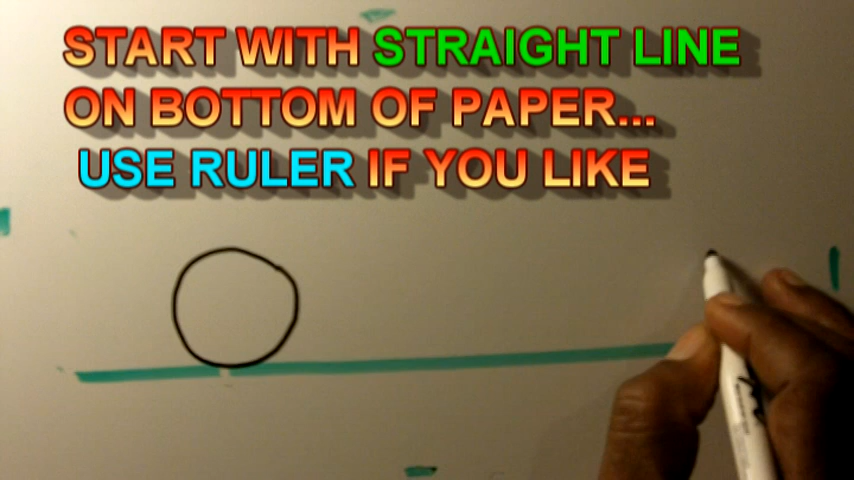 START WITH STRAIGHT LINE
ON BOTTOM OF PAPER...
USE RULER IF YOU LIKE